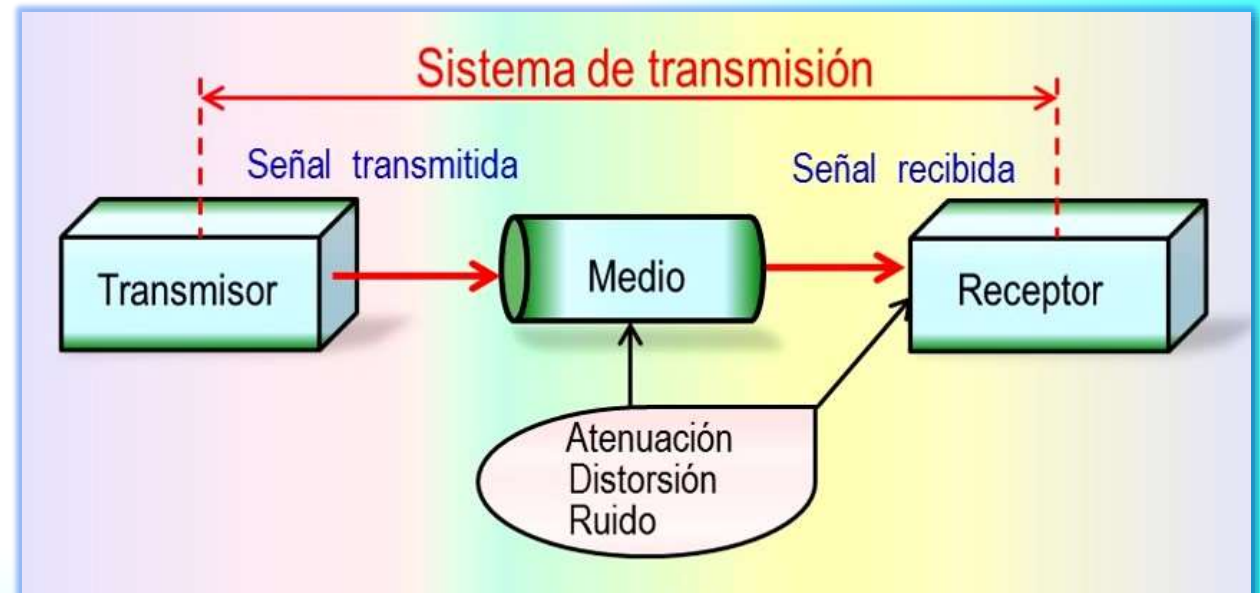 Sistema de transmisión
Señal transmitida
Señal recibida
Transmisor
Medio
Receptor
Atenuación
Distorsión
Ruido